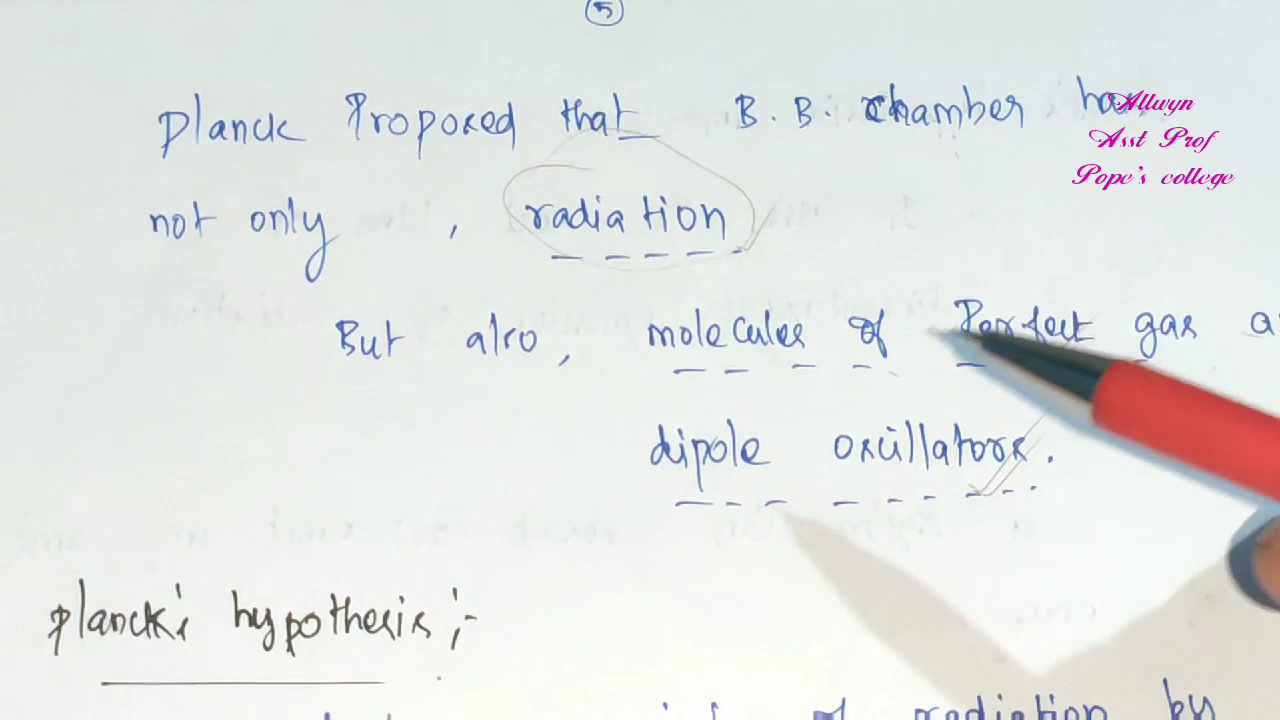 5
Planck Proposed that B.B. chamber has
not only, radiation
But also, molecules of Perfect gas
dipole oscillators.
Planck's hypothesis :-
of radiation by
Allwyn
Asst Prof
Pope's college